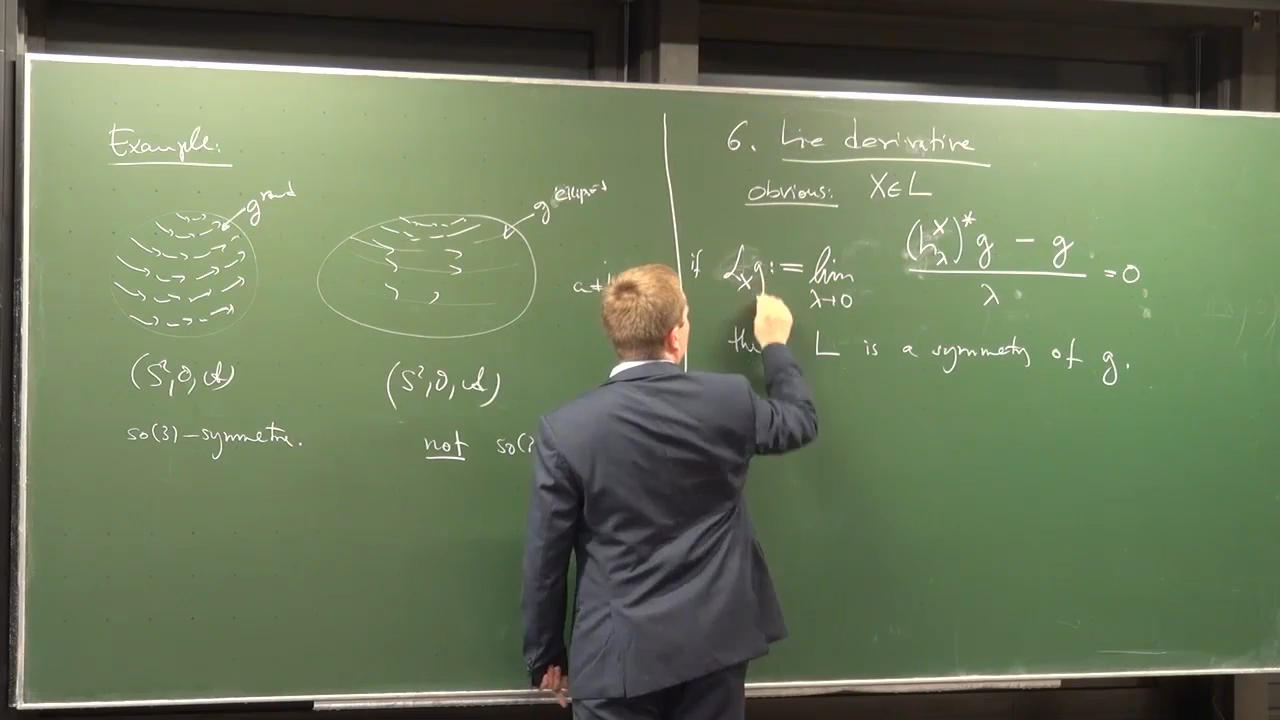 Example:
g round
g ellipsoid
(S², O, A)
(S², O, A)
so(3)-symmetric.
not so(
6. Lie derivative
Obvious: X∈L
if L_X g := lim_{λ→0} ((h^X_λ)* g − g) / λ = 0
L is a symmetry of g.